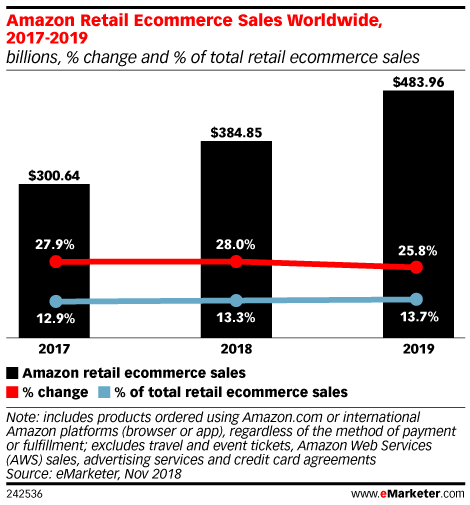 Amazon Retail Ecommerce Sales Worldwide,
2017-2019
billions, % change and % of total retail ecommerce sales
$483.96
$384.85
$300.64
27.9%
28.0%
25.8%
12.9%
13.3%
13.7%
2017
2018
2019
Amazon retail ecommerce sales
% change % of total retail ecommerce sales
Note: includes products ordered using Amazon.com or international
Amazon platforms (browser or app), regardless of the method of payment
or fulfillment; excludes travel and event tickets, Amazon Web Services
(AWS) sales, advertising services and credit card agreements
Source: eMarketer, Nov 2018
242536
www.eMarketer.com